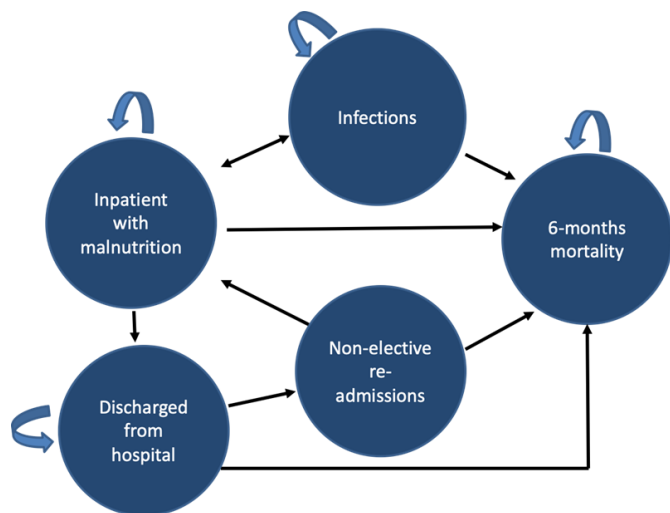 Infections
Inpatient
with
malnutrition
6-months
mortality
Non-elective
re-
admissions
Discharged
from
hospital